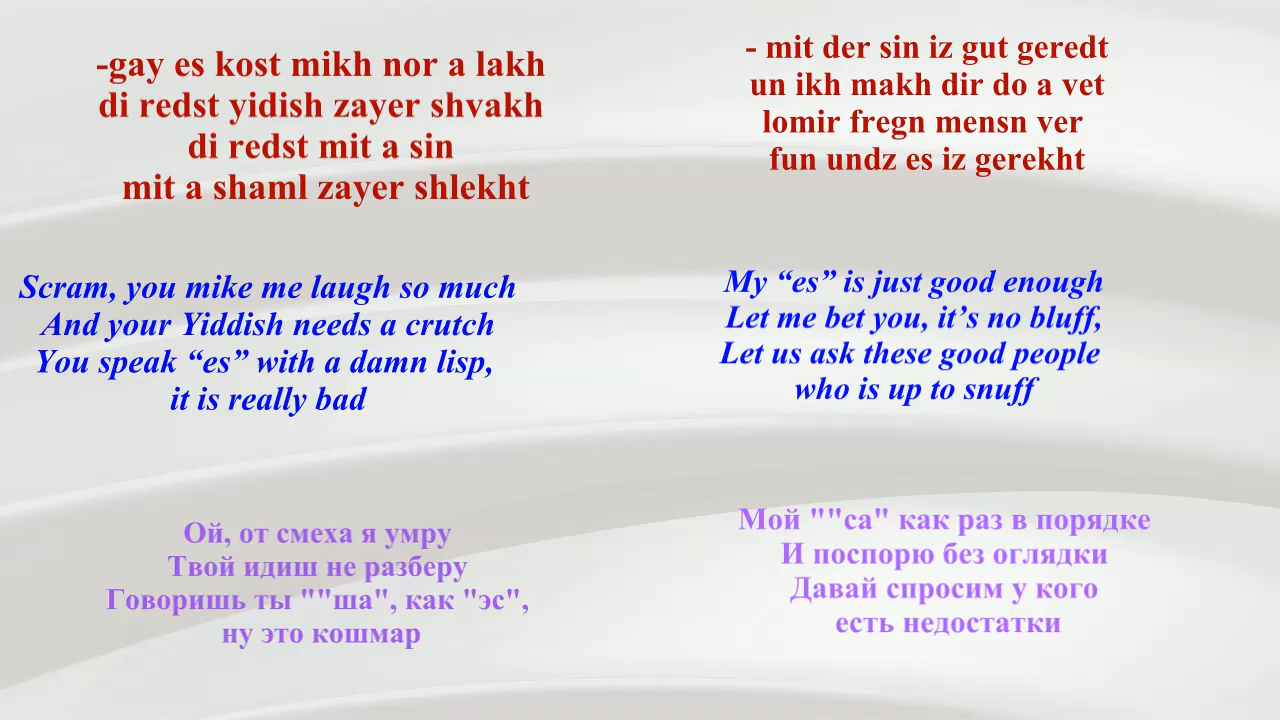 -gay es kost mikh nor a lakh
di redst yidish zayer shvakh
di redst mit a sin
mit a shaml zayer shlekht
- mit der sin iz gut geredt
un ikh makh dir do a vet
lomir fregn mensn ver
fun undz es iz gerekht
Scram, you mike me laugh so much
And your Yiddish needs a crutch
You speak “es” with a damn lisp,
it is really bad
My “es” is just good enough
Let me bet you, it’s no bluff,
Let us ask these good people
who is up to snuff
Ой, от смеха я умру
Твой идиш не разберу
Говоришь ты ""ша", как "эс",
ну это кошмар
Мой ""са" как раз в порядке
И поспорю без оглядки
Давай спросим у кого
есть недостатки